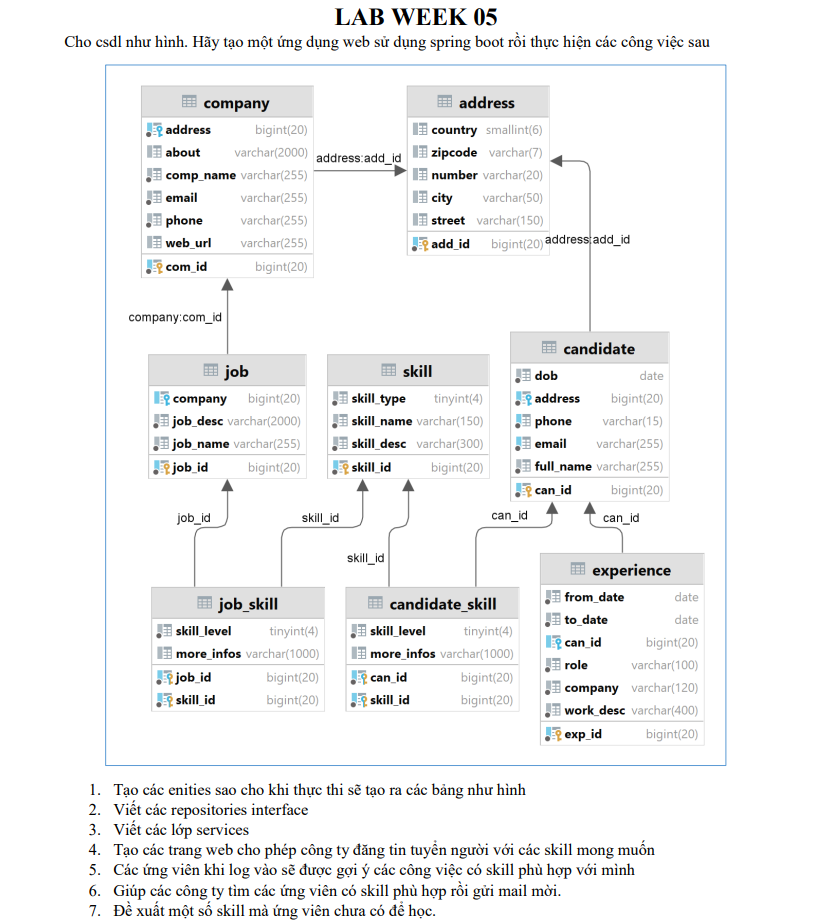 LAB WEEK 05
Cho csdl như hình. Hãy tạo một ứng dụng web sử dụng spring boot rồi thực hiện các công việc sau
company
address bigint(20)
about varchar(2000)
comp_name varchar(255)
email varchar(255)
phone varchar(255)
web_url varchar(255)
com_id bigint(20)
address:add_id
address
country smallint(6)
zipcode varchar(7)
number varchar(20)
city varchar(50)
street varchar(150)
add_id bigint(20)
address:add_id
company:com_id
job
company bigint(20)
job_desc varchar(2000)
job_name varchar(255)
job_id bigint(20)
skill
skill_type tinyint(4)
skill_name varchar(150)
skill_desc varchar(300)
skill_id bigint(20)
candidate
dob date
address bigint(20)
phone varchar(15)
email varchar(255)
full_name varchar(255)
can_id bigint(20)
job_id
skill_id
skill_id
can_id
can_id
job_skill
skill_level tinyint(4)
more_infos varchar(1000)
job_id bigint(20)
skill_id bigint(20)
candidate_skill
skill_level tinyint(4)
more_infos varchar(1000)
can_id bigint(20)
skill_id bigint(20)
experience
from_date date
to_date date
can_id bigint(20)
role varchar(100)
company varchar(120)
work_desc varchar(400)
exp_id bigint(20)
1. Tạo các enities sao cho khi thực thi sẽ tạo ra các bảng như hình
2. Viết các repositories interface
3. Viết các lớp services
4. Tạo các trang web cho phép công ty đăng tin tuyển người với các skill mong muốn
5. Các ứng viên khi log vào sẽ được gợi ý các công việc có skill phù hợp với mình
6. Giúp các công ty tìm các ứng viên có skill phù hợp rồi gửi mail mời.
7. Đề xuất một số skill mà ứng viên chưa có để học.